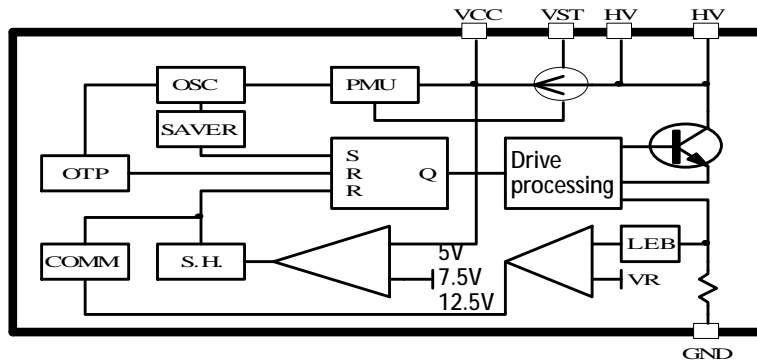 VCC VST HV HV
OSC PMU
SAVER
OTP
S
R
R
Q
Drive
processing
COMM S.H.
5V
7.5V
12.5V
LEB
VR
GND